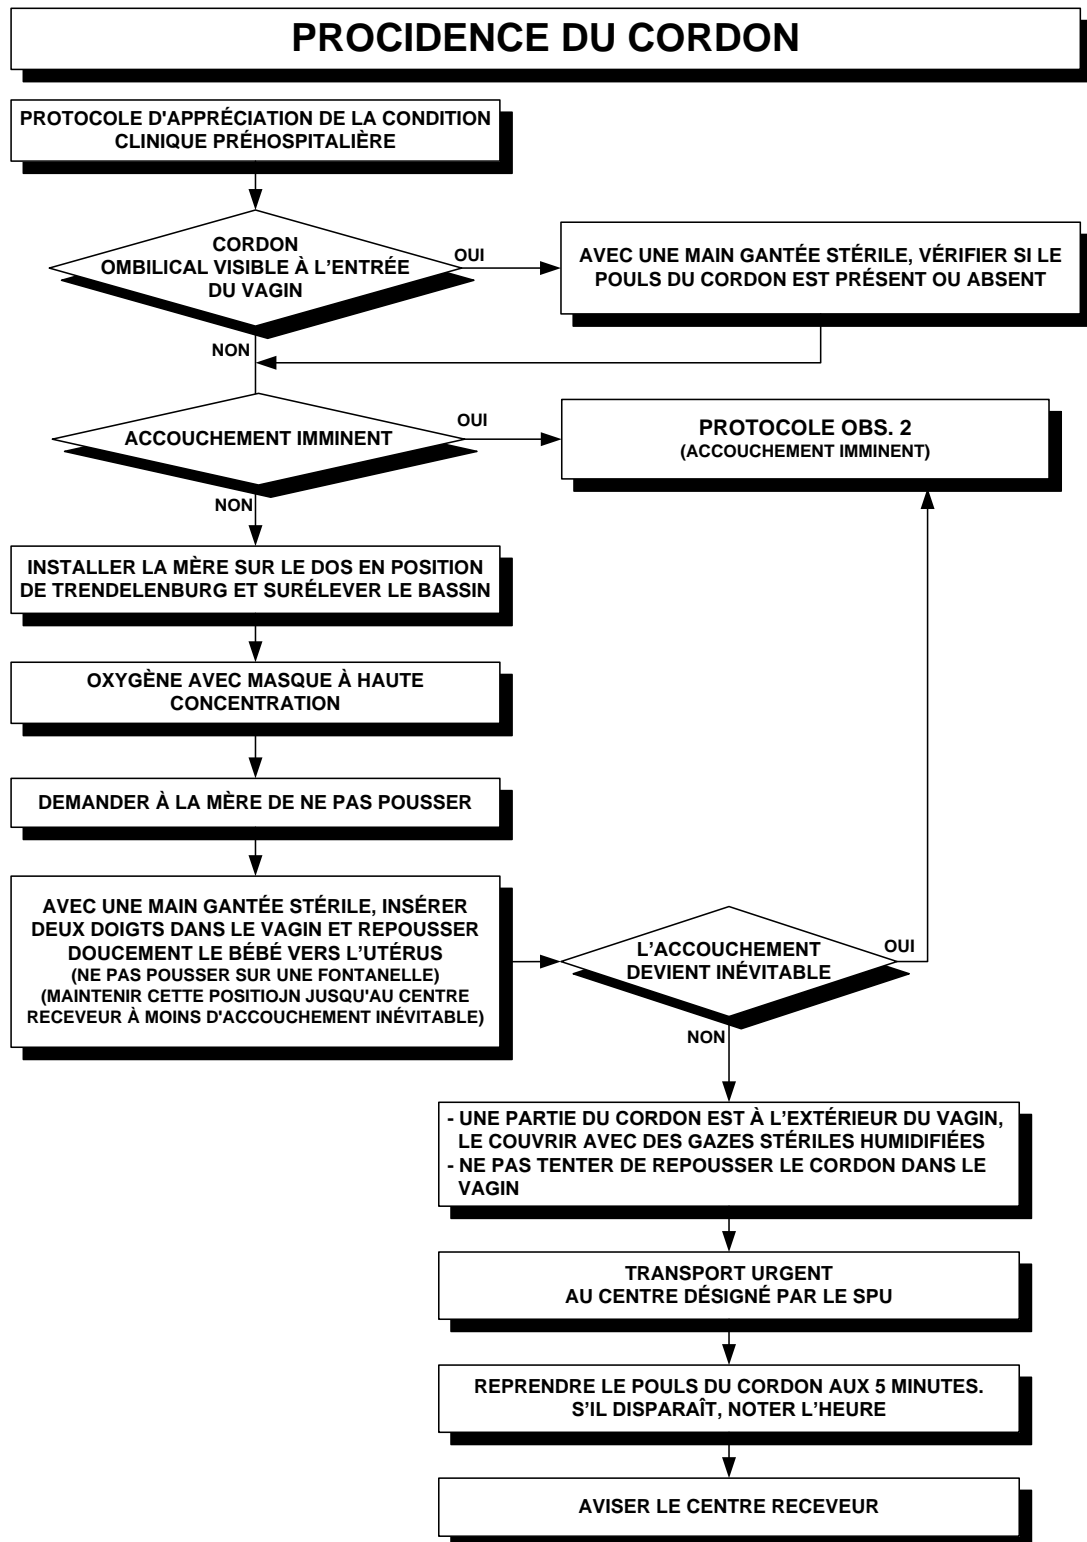 PROCIDENCE DU CORDON
PROTOCOLE D'APPRÉCIATION DE LA CONDITION
CLINIQUE PRÉHOSPITALIÈRE
CORDON
OMBILICAL VISIBLE À L'ENTRÉE
DU VAGIN
OUI
AVEC UNE MAIN GANTÉE STÉRILE, VÉRIFIER SI LE
POULS DU CORDON EST PRÉSENT OU ABSENT
NON
ACCOUCHEMENT IMMINENT
OUI
PROTOCOLE OBS. 2
(ACCOUCHEMENT IMMINENT)
NON
INSTALLER LA MÈRE SUR LE DOS EN POSITION
DE TRENDELENBURG ET SURÉLEVER LE BASSIN
OXYGÈNE AVEC MASQUE À HAUTE
CONCENTRATION
DEMANDER À LA MÈRE DE NE PAS POUSSER
AVEC UNE MAIN GANTÉE STÉRILE, INSÉRER
DEUX DOIGTS DANS LE VAGIN ET REPOUSSER
DOUCEMENT LE BÉBÉ VERS L'UTÉRUS
(NE PAS POUSSER SUR UNE FONTANELLE)
(MAINTENIR CETTE POSITIOJN JUSQU'AU CENTRE
RECEVEUR À MOINS D'ACCOUCHEMENT INÉVITABLE)
L'ACCOUCHEMENT
DEVIENT INÉVITABLE
OUI
NON
- UNE PARTIE DU CORDON EST À L'EXTÉRIEUR DU VAGIN,
LE COUVRIR AVEC DES GAZES STÉRILES HUMIDIFIÉES
- NE PAS TENTER DE REPOUSSER LE CORDON DANS LE
VAGIN
TRANSPORT URGENT
AU CENTRE DÉSIGNÉ PAR LE SPU
REPRENDRE LE POULS DU CORDON AUX 5 MINUTES.
S'IL DISPARAÎT, NOTER L'HEURE
AVISER LE CENTRE RECEVEUR